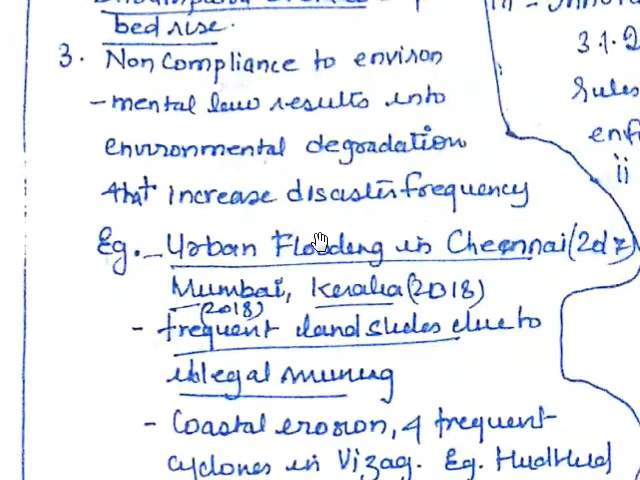 bed rise.
3. Non Compliance to environ
-mental law results into
environmental degradation
that increase disaster frequency
Eg. - Urban Flooding in Chennai (
Mumbai, Kerala (2018)
(2018)
- frequent landslides due to
illegal mining
- Coastal erosion, & frequent
cyclones in Vizag. Eg. HudHud
3.1.2
Rules
enf
ii